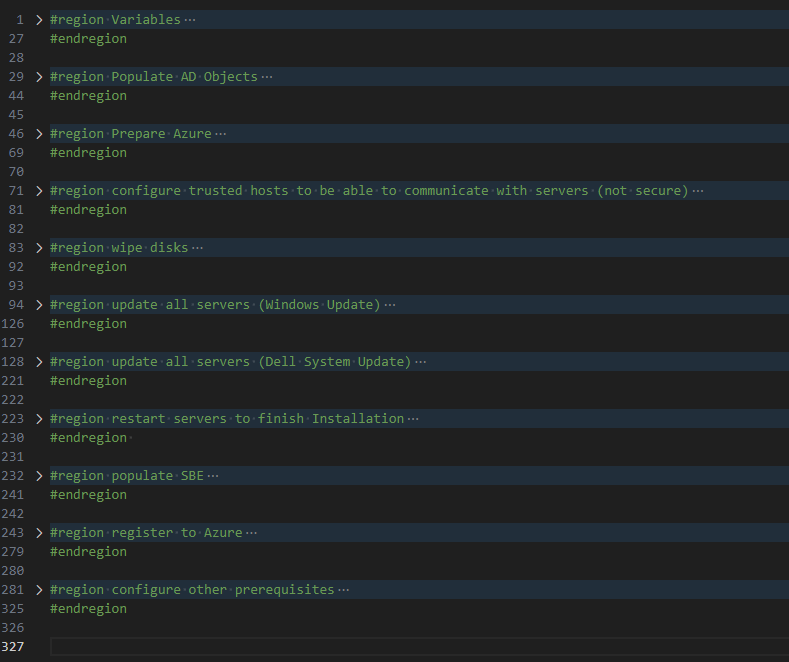 1 > #region Variables ···
27 #endregion
28
29 > #region Populate AD Objects ···
44 #endregion
45
46 > #region Prepare Azure ···
69 #endregion
70
71 > #region configure trusted hosts to be able to communicate with servers (not secure) ···
81 #endregion
82
83 > #region wipe disks ···
92 #endregion
93
94 > #region update all servers (Windows Update) ···
126 #endregion
127
128 > #region update all servers (Dell System Update) ···
221 #endregion
222
223 > #region restart servers to finish Installation ···
230 #endregion
231
232 > #region populate SBE ···
241 #endregion
242
243 > #region register to Azure ···
279 #endregion
280
281 > #region configure other prerequisites ···
325 #endregion
326
327